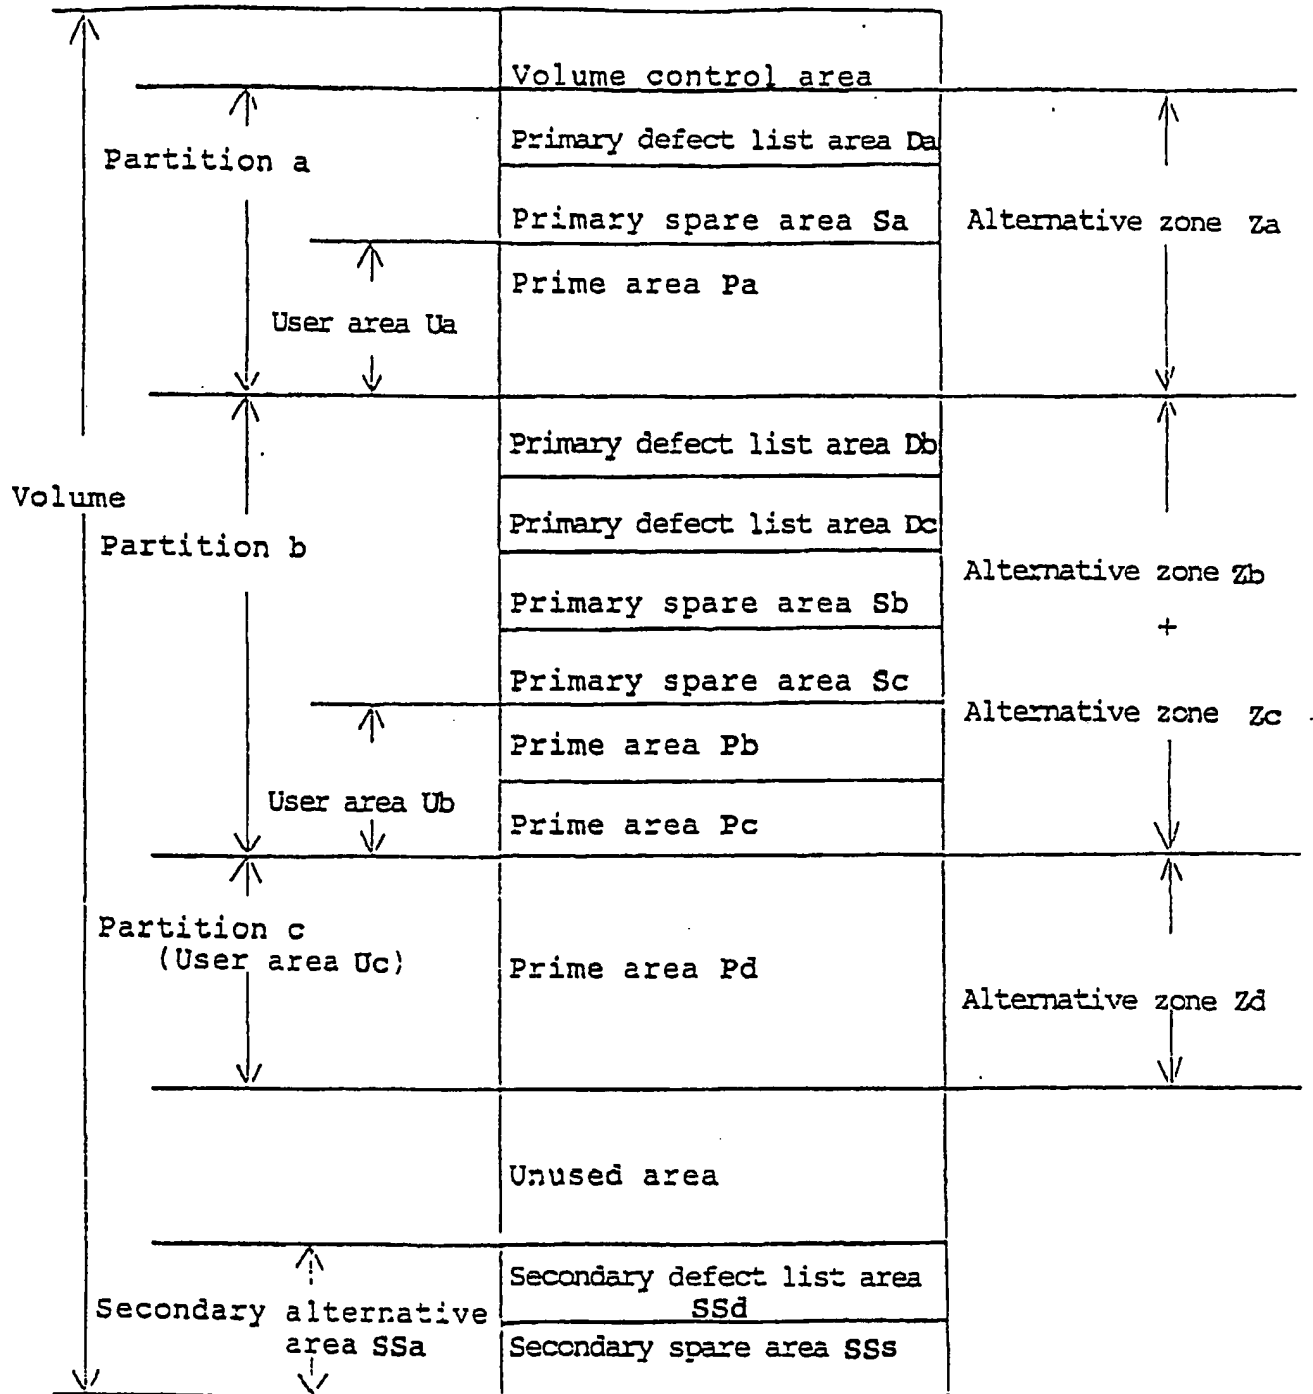 Volume control area
Primary defect list area Da
Partition a
Primary spare area Sa
Alternative zone Za
Prime area Pa
User area Ua
Primary defect list area Db
Volume
Primary defect list area Dc
Partition b
Alternative zone Zb
Primary spare area Sb
+
Primary spare area Sc
Alternative zone Zc
Prime area Pb
User area Ub
Prime area Pc
Partition c
(User area Uc)
Prime area Pd
Alternative zone Zd
Unused area
Secondary defect list area
SSd
Secondary alternative
area SSa
Secondary spare area SSs